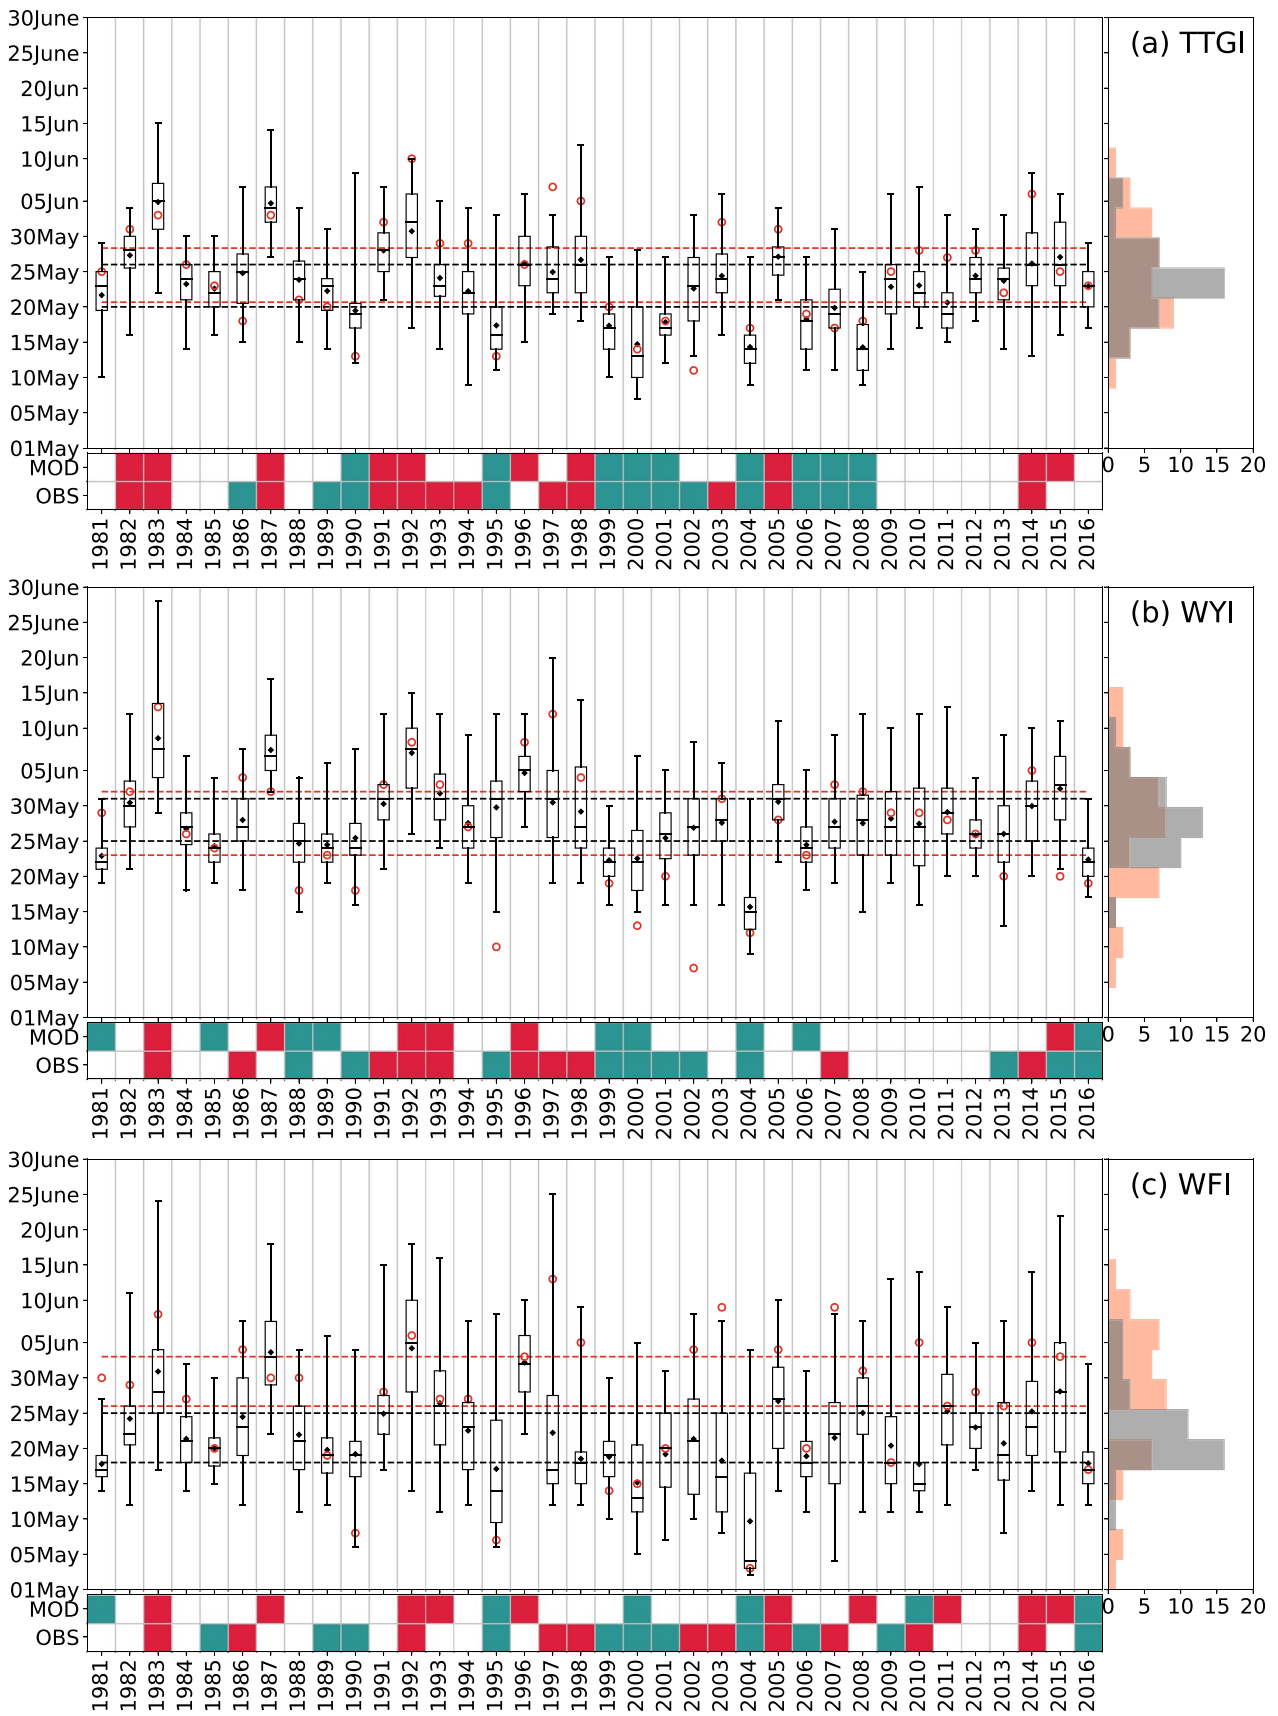 (a) TTGI
30June
25June
20Jun
15Jun
10Jun
05Jun
30May
25May
20May
15May
10May
05May
01May
MOD
OBS
0 5 10 15 20
1981 1982 1983 1984 1985 1986 1987 1988 1989 1990 1991 1992 1993 1994 1995 1996 1997 1998 1999 2000 2001 2002 2003 2004 2005 2006 2007 2008 2009 2010 2011 2012 2013 2014 2015 2016
(b) WYI
30June
25June
20Jun
15Jun
10Jun
05Jun
30May
25May
20May
15May
10May
05May
01May
MOD
OBS
0 5 10 15 20
1981 1982 1983 1984 1985 1986 1987 1988 1989 1990 1991 1992 1993 1994 1995 1996 1997 1998 1999 2000 2001 2002 2003 2004 2005 2006 2007 2008 2009 2010 2011 2012 2013 2014 2015 2016
(c) WFI
30June
25June
20Jun
15Jun
10Jun
05Jun
30May
25May
20May
15May
10May
05May
01May
MOD
OBS
0 5 10 15 20
1981 1982 1983 1984 1985 1986 1987 1988 1989 1990 1991 1992 1993 1994 1995 1996 1997 1998 1999 2000 2001 2002 2003 2004 2005 2006 2007 2008 2009 2010 2011 2012 2013 2014 2015 2016